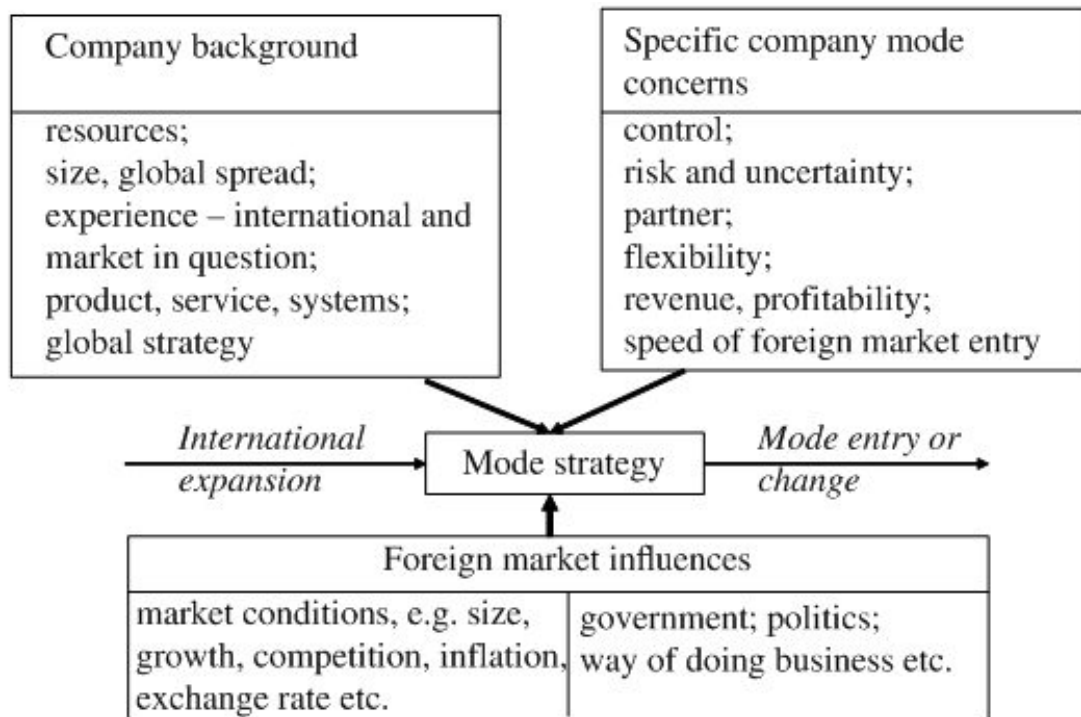 Company background
resources;
size, global spread;
experience – international and
market in question;
product, service, systems;
global strategy
Specific company mode
concerns
control;
risk and uncertainty;
partner;
flexibility;
revenue, profitability;
speed of foreign market entry
International
expansion
Mode strategy
Mode entry or
change
Foreign market influences
market conditions, e.g. size,
growth, competition, inflation,
exchange rate etc.
government; politics;
way of doing business etc.